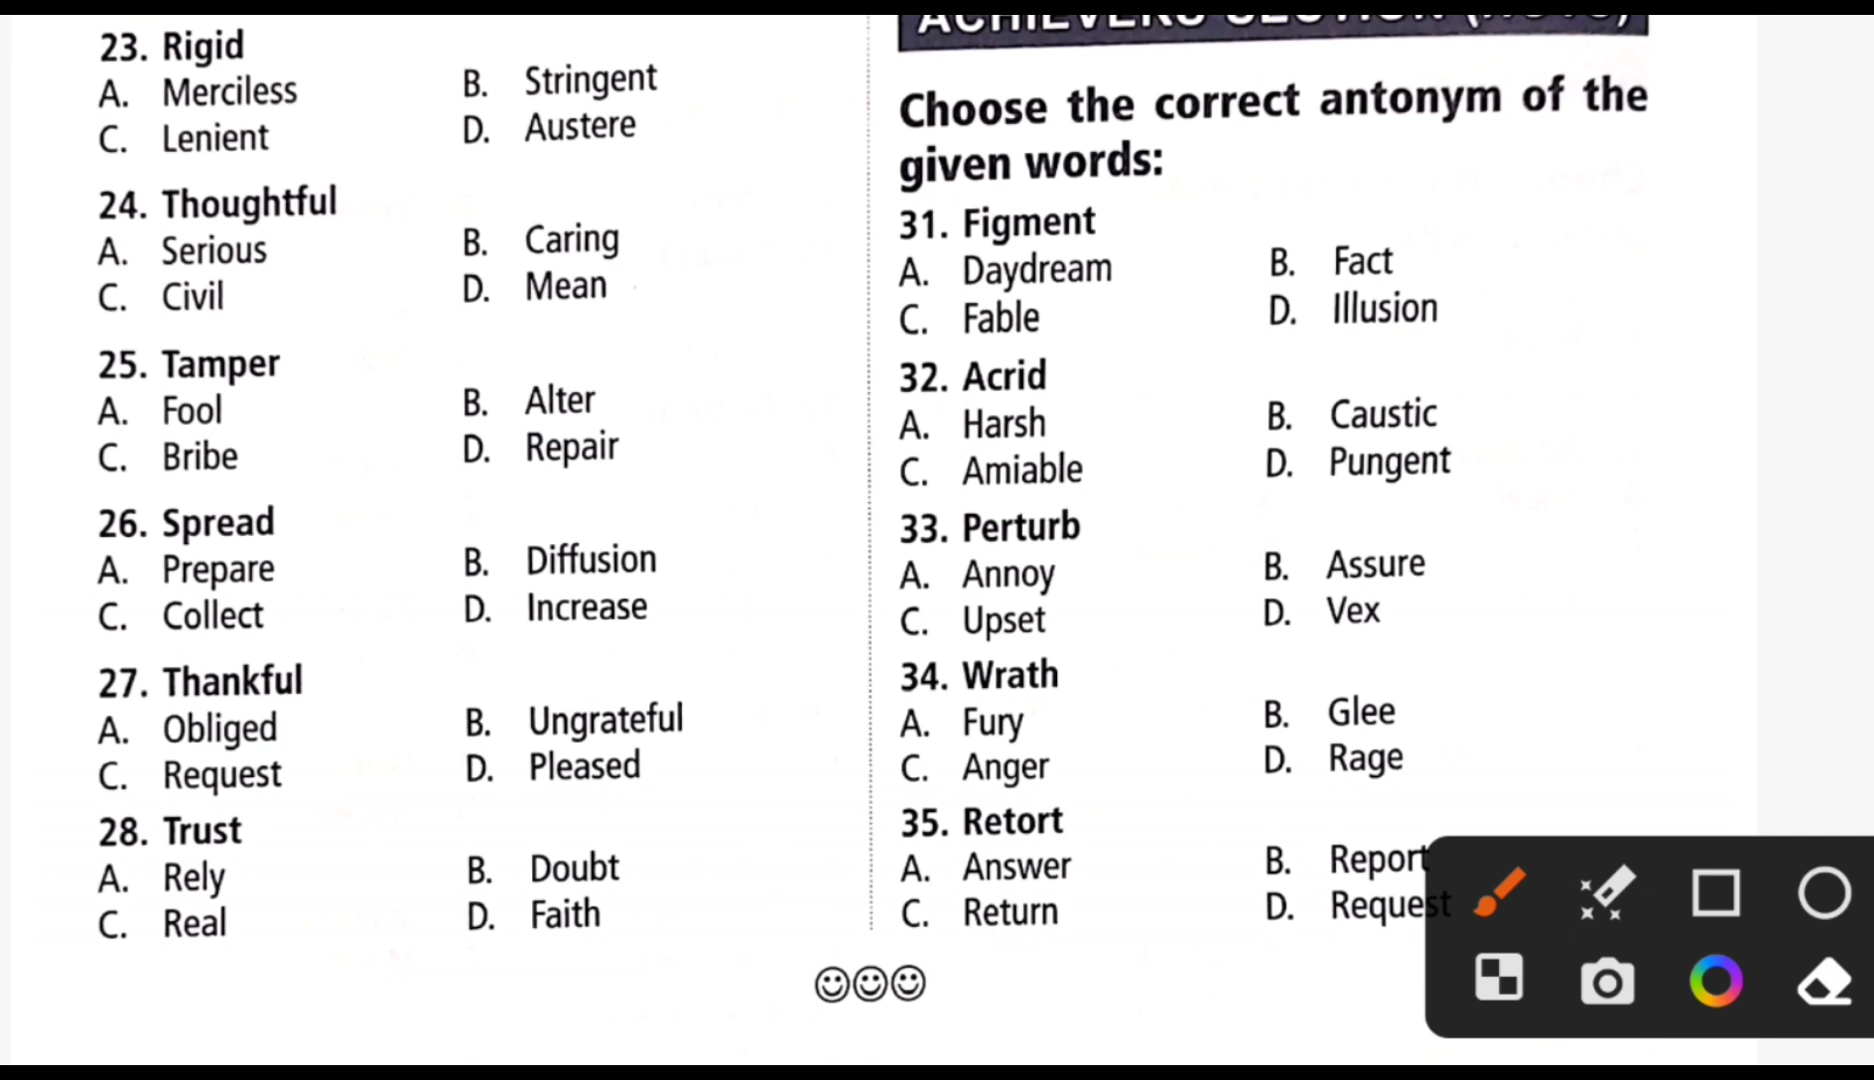 23. Rigid
A. Merciless B. Stringent
C. Lenient D. Austere
24. Thoughtful
A. Serious B. Caring
C. Civil D. Mean
25. Tamper
A. Fool B. Alter
C. Bribe D. Repair
26. Spread
A. Prepare B. Diffusion
C. Collect D. Increase
27. Thankful
A. Obliged B. Ungrateful
C. Request D. Pleased
28. Trust
A. Rely B. Doubt
C. Real D. Faith
ACHIEVERS SECTION (HOTS)
Choose the correct antonym of the
given words:
31. Figment
A. Daydream B. Fact
C. Fable D. Illusion
32. Acrid
A. Harsh B. Caustic
C. Amiable D. Pungent
33. Perturb
A. Annoy B. Assure
C. Upset D. Vex
34. Wrath
A. Fury B. Glee
C. Anger D. Rage
35. Retort
A. Answer B. Report
C. Return D. Request